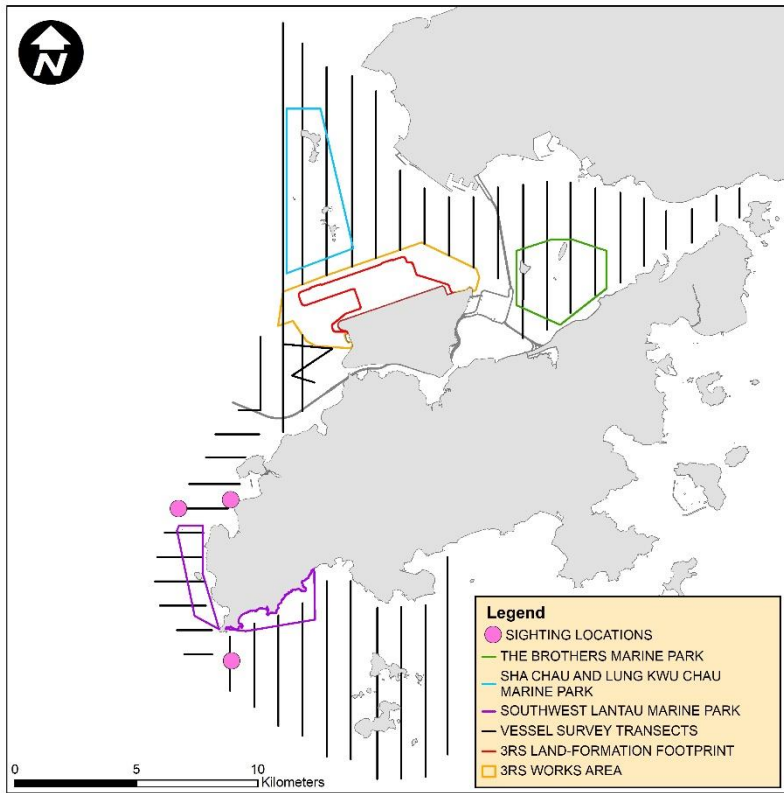 N
Legend
SIGHTING LOCATIONS
THE BROTHERS MARINE PARK
SHA CHAU AND LUNG KWU CHAU
MARINE PARK
SOUTHWEST LANTAU MARINE PARK
VESSEL SURVEY TRANSECTS
3RS LAND-FORMATION FOOTPRINT
3RS WORKS AREA
0 5 10
Kilometers